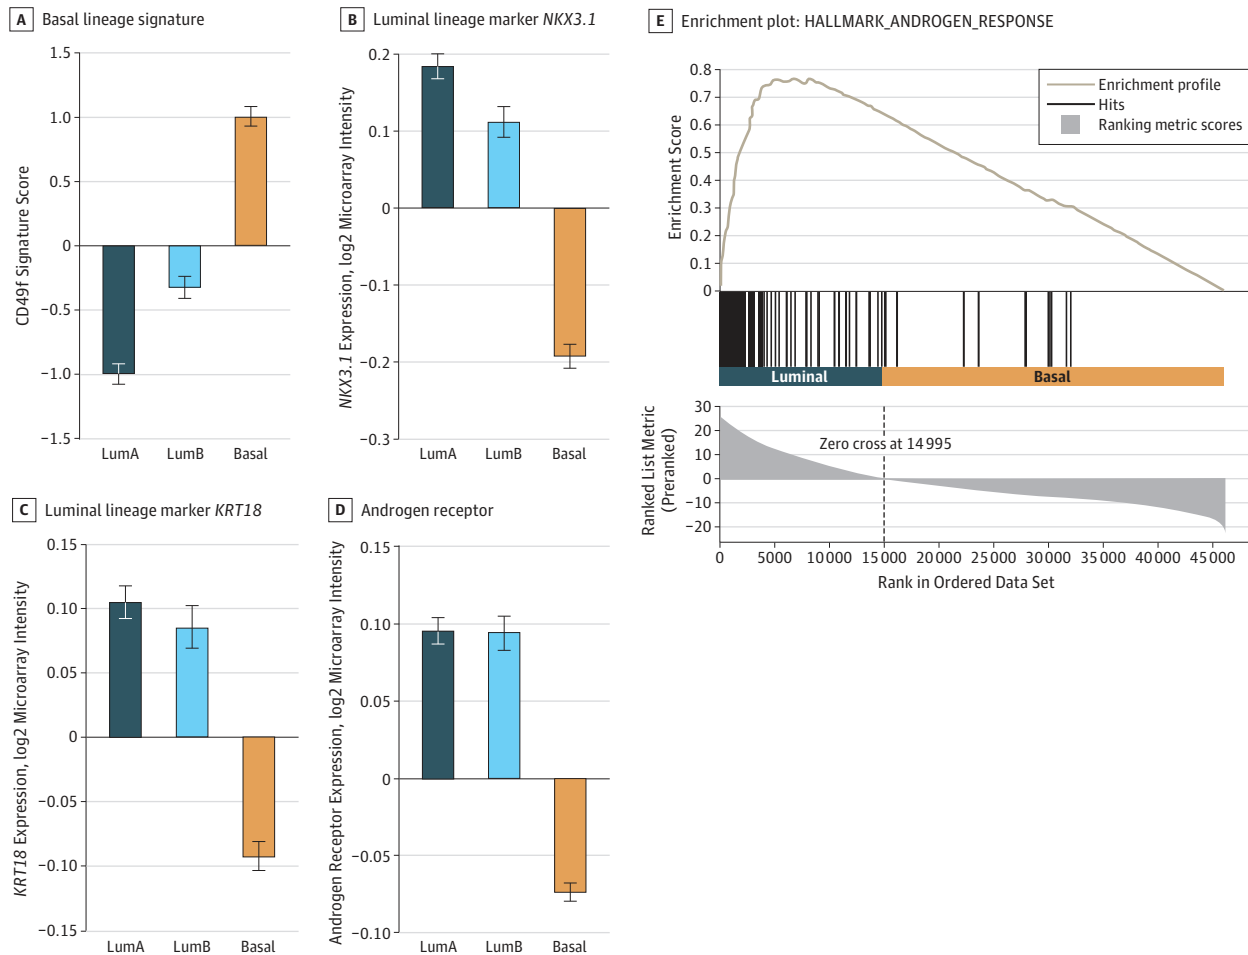 A Basal lineage signature
CD49f Signature Score
1.5
1.0
0.5
0
−0.5
−1.0
−1.5
LumA LumB Basal
B Luminal lineage marker NKX3.1
NKX3.1 Expression, log2 Microarray Intensity
0.2
0.1
0
−0.1
−0.2
−0.3
LumA LumB Basal
C Luminal lineage marker KRT18
KRT18 Expression, log2 Microarray Intensity
0.15
0.10
0.05
0
−0.05
−0.10
−0.15
LumA LumB Basal
D Androgen receptor
Androgen Receptor Expression, log2 Microarray Intensity
0.15
0.10
0.05
0
−0.05
−0.10
LumA LumB Basal
E Enrichment plot: HALLMARK_ANDROGEN_RESPONSE
Enrichment Score
0.8
0.7
0.6
0.5
0.4
0.3
0.2
0.1
0
Enrichment profile
Hits
Ranking metric scores
Luminal Basal
Ranked List Metric
(Preranked)
30
20
10
0
−10
−20
Zero cross at 14 995
0 5000 10 000 15 000 20 000 25 000 30 000 35 000 40 000 45 000
Rank in Ordered Data Set